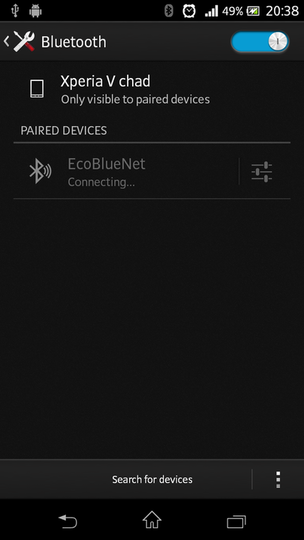 49% 20:38
Bluetooth
Xperia V chad
Only visible to paired devices
PAIRED DEVICES
EcoBlueNet
Connecting...
Search for devices